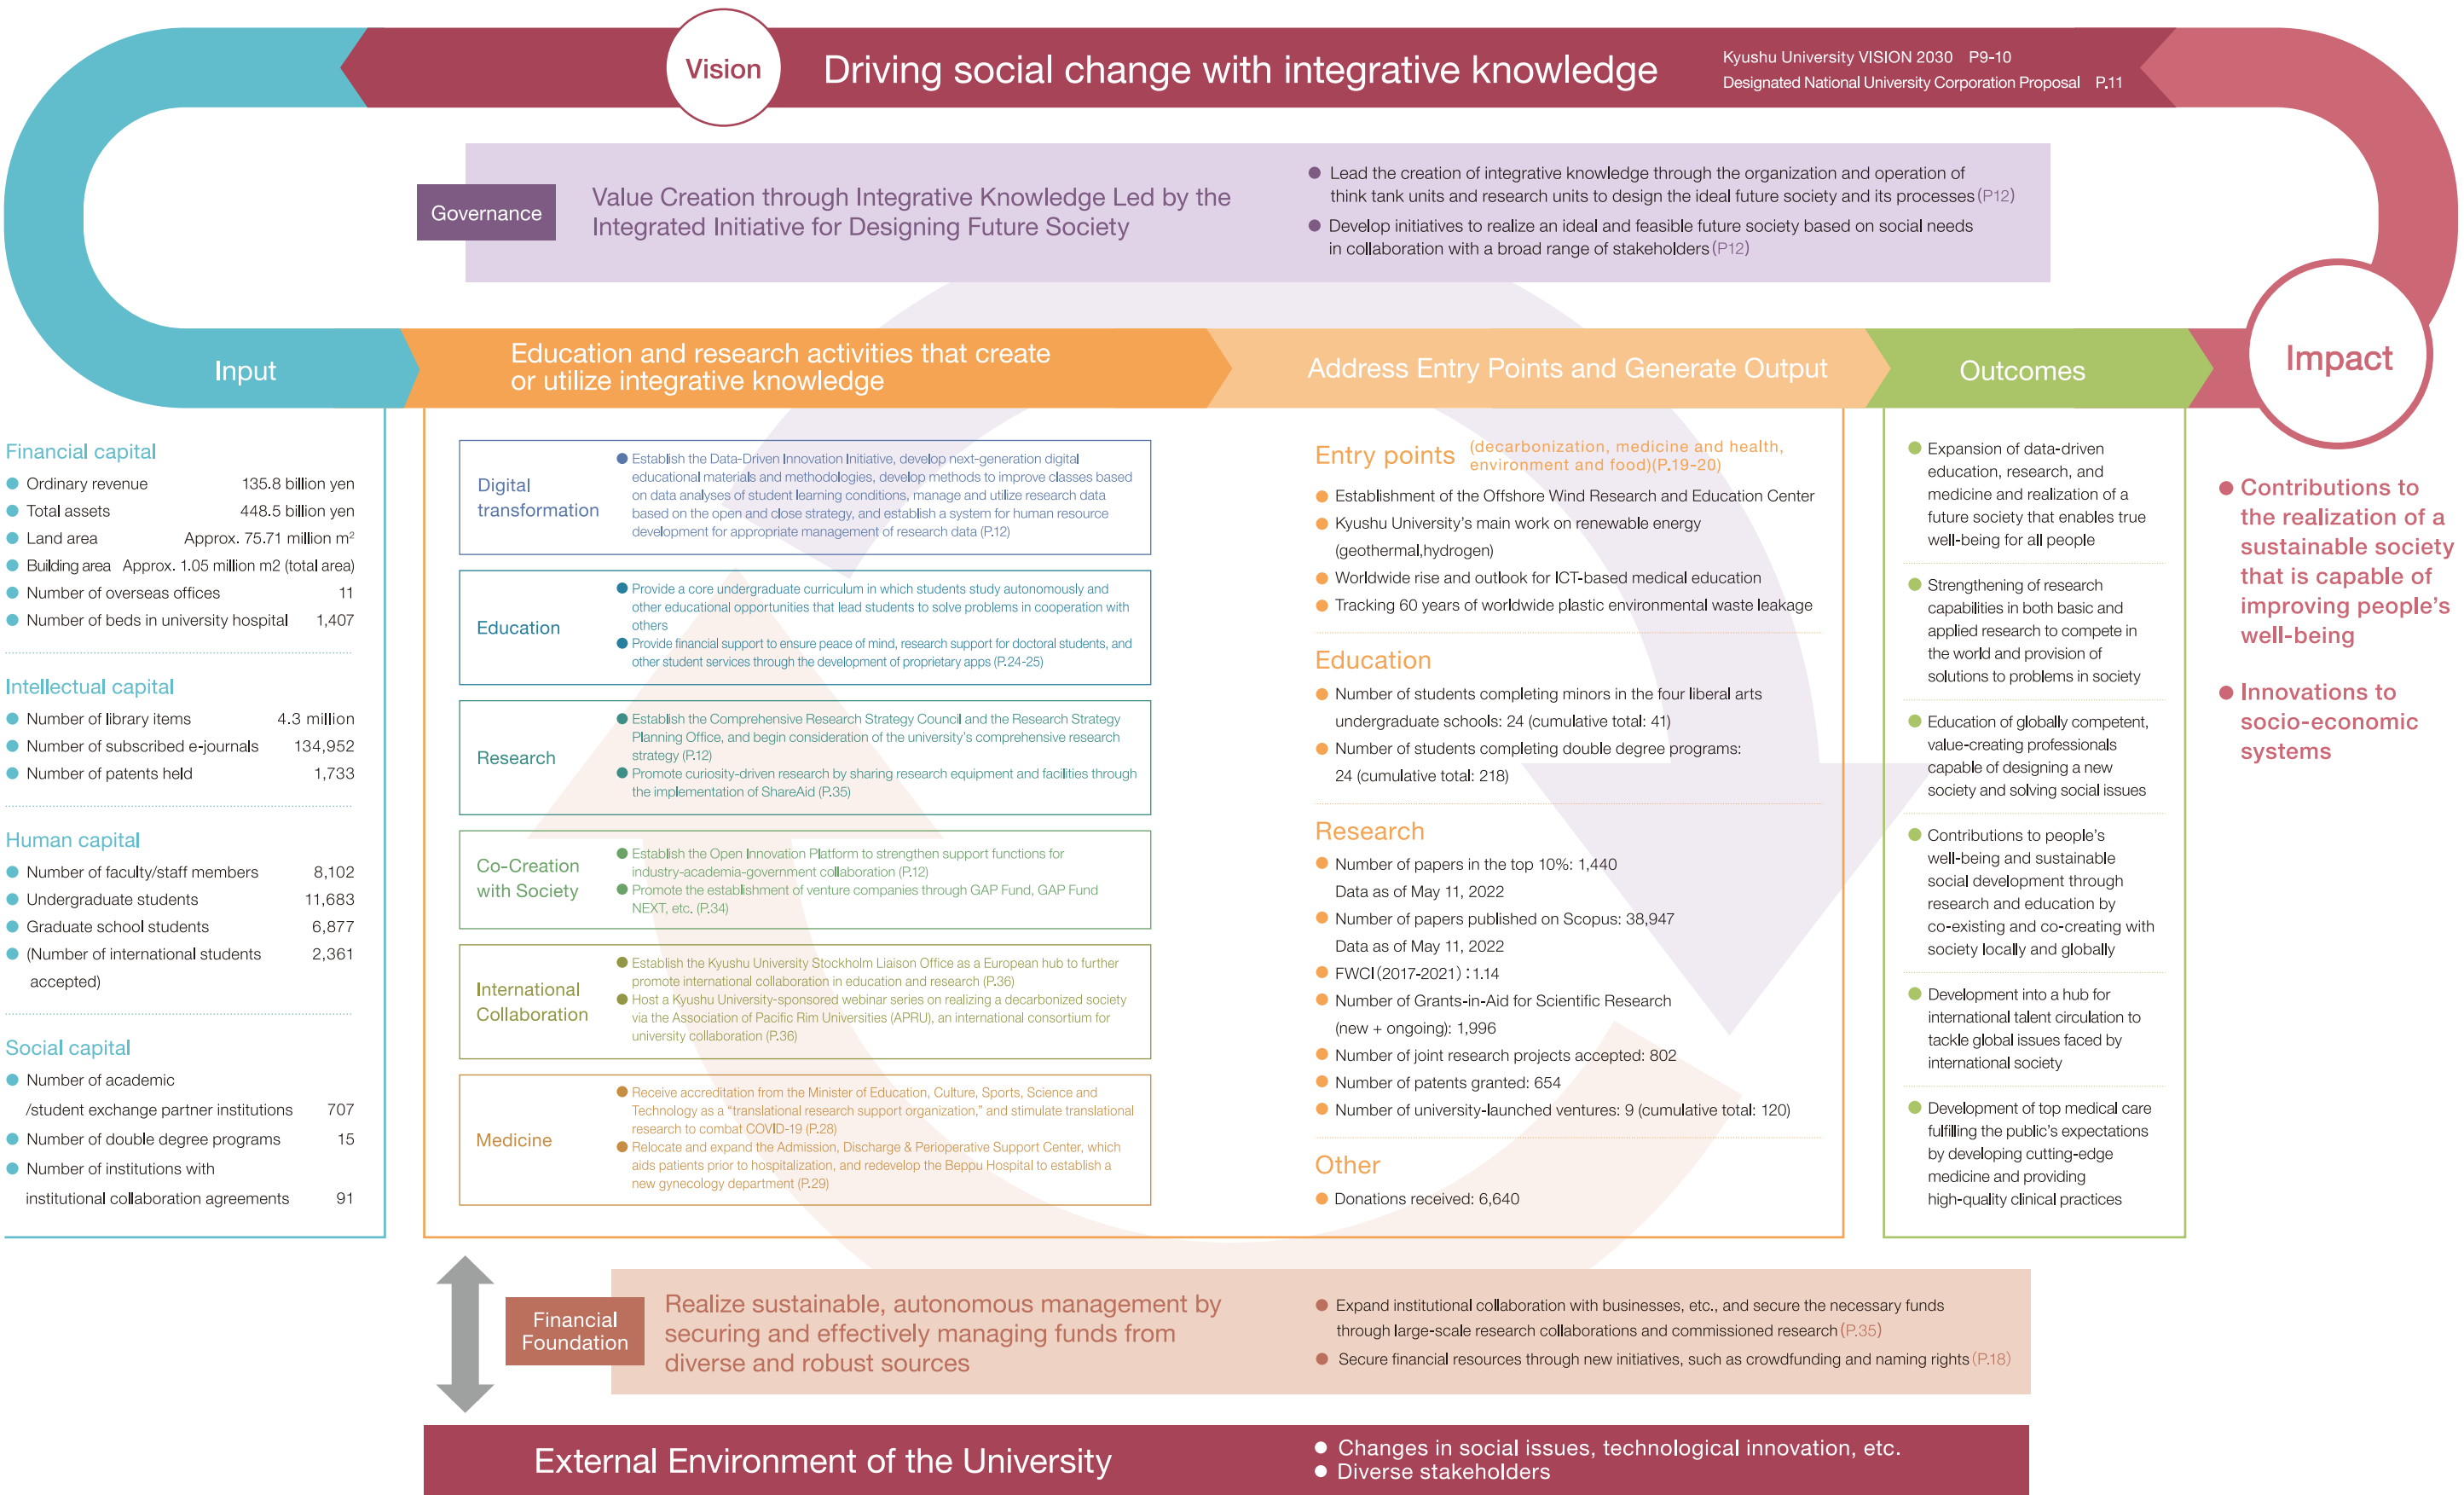 Vision
Driving social change with integrative knowledge
Kyushu University VISION 2030 P9-10
Designated National University Corporation Proposal P.11
Governance
Value Creation through Integrative Knowledge Led by the
Integrated Initiative for Designing Future Society
● Lead the creation of integrative knowledge through the organization and operation of
think tank units and research units to design the ideal future society and its processes (P12)
● Develop initiatives to realize an ideal and feasible future society based on social needs
in collaboration with a broad range of stakeholders (P12)
Input
Education and research activities that create
or utilize integrative knowledge
Address Entry Points and Generate Output
Outcomes
Impact
Financial capital
● Ordinary revenue 135.8 billion yen
● Total assets 448.5 billion yen
● Land area Approx. 75.71 million m²
● Building area Approx. 1.05 million m2 (total area)
● Number of overseas offices 11
● Number of beds in university hospital 1,407
Intellectual capital
● Number of library items 4.3 million
● Number of subscribed e-journals 134,952
● Number of patents held 1,733
Human capital
● Number of faculty/staff members 8,102
● Undergraduate students 11,683
● Graduate school students 6,877
● (Number of international students 2,361
accepted)
Social capital
● Number of academic
/student exchange partner institutions 707
● Number of double degree programs 15
● Number of institutions with
institutional collaboration agreements 91
Digital
transformation
● Establish the Data-Driven Innovation Initiative, develop next-generation digital
educational materials and methodologies, develop methods to improve classes based
on data analyses of student learning conditions, manage and utilize research data
based on the open and close strategy, and establish a system for human resource
development for appropriate management of research data (P.12)
Education
● Provide a core undergraduate curriculum in which students study autonomously and
other educational opportunities that lead students to solve problems in cooperation with
others
● Provide financial support to ensure peace of mind, research support for doctoral students, and
other student services through the development of proprietary apps (P.24-25)
Research
● Establish the Comprehensive Research Strategy Council and the Research Strategy
Planning Office, and begin consideration of the university's comprehensive research
strategy (P.12)
● Promote curiosity-driven research by sharing research equipment and facilities through
the implementation of ShareAid (P.35)
Co-Creation
with Society
● Establish the Open Innovation Platform to strengthen support functions for
industry-academia-government collaboration (P.12)
● Promote the establishment of venture companies through GAP Fund, GAP Fund
NEXT, etc. (P.34)
International
Collaboration
● Establish the Kyushu University Stockholm Liaison Office as a European hub to further
promote international collaboration in education and research (P.36)
● Host a Kyushu University-sponsored webinar series on realizing a decarbonized society
via the Association of Pacific Rim Universities (APRU), an international consortium for
university collaboration (P.36)
Medicine
● Receive accreditation from the Minister of Education, Culture, Sports, Science and
Technology as a "translational research support organization," and stimulate translational
research to combat COVID-19 (P.28)
● Relocate and expand the Admission, Discharge & Perioperative Support Center, which
aids patients prior to hospitalization, and redevelop the Beppu Hospital to establish a
new gynecology department (P.29)
Entry points (decarbonization, medicine and health,
environment and food)(P.19-20)
● Establishment of the Offshore Wind Research and Education Center
● Kyushu University's main work on renewable energy
(geothermal,hydrogen)
● Worldwide rise and outlook for ICT-based medical education
● Tracking 60 years of worldwide plastic environmental waste leakage
Education
● Number of students completing minors in the four liberal arts
undergraduate schools: 24 (cumulative total: 41)
● Number of students completing double degree programs:
24 (cumulative total: 218)
Research
● Number of papers in the top 10%: 1,440
Data as of May 11, 2022
● Number of papers published on Scopus: 38,947
Data as of May 11, 2022
● FWCI (2017-2021) : 1.14
● Number of Grants-in-Aid for Scientific Research
(new + ongoing): 1,996
● Number of joint research projects accepted: 802
● Number of patents granted: 654
● Number of university-launched ventures: 9 (cumulative total: 120)
Other
● Donations received: 6,640
● Expansion of data-driven
education, research, and
medicine and realization of a
future society that enables true
well-being for all people
● Strengthening of research
capabilities in both basic and
applied research to compete in
the world and provision of
solutions to problems in society
● Education of globally competent,
value-creating professionals
capable of designing a new
society and solving social issues
● Contributions to people's
well-being and sustainable
social development through
research and education by
co-existing and co-creating with
society locally and globally
● Development into a hub for
international talent circulation to
tackle global issues faced by
international society
● Development of top medical care
fulfilling the public's expectations
by developing cutting-edge
medicine and providing
high-quality clinical practices
● Contributions to
the realization of a
sustainable society
that is capable of
improving people's
well-being
● Innovations to
socio-economic
systems
Financial
Foundation
Realize sustainable, autonomous management by
securing and effectively managing funds from
diverse and robust sources
● Expand institutional collaboration with businesses, etc., and secure the necessary funds
through large-scale research collaborations and commissioned research (P.35)
● Secure financial resources through new initiatives, such as crowdfunding and naming rights (P.18)
External Environment of the University
● Changes in social issues, technological innovation, etc.
● Diverse stakeholders